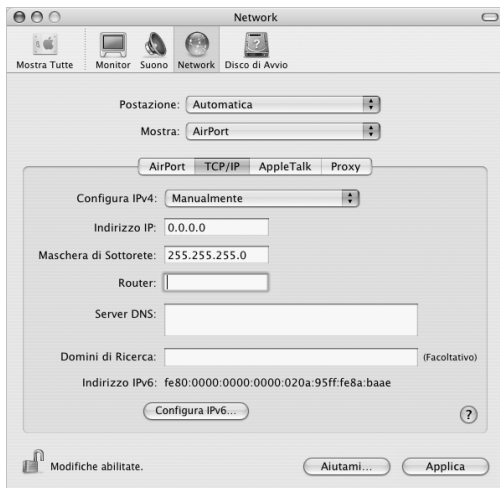 Network
Mostra Tutte Monitor Suono Network Disco di Avvio
Postazione: Automatica
Mostra: AirPort
AirPort TCP/IP AppleTalk Proxy
Configura IPv4: Manualmente
Indirizzo IP: 0.0.0.0
Maschera di Sottorete: 255.255.255.0
Router:
Server DNS:
Domini di Ricerca: (Facoltativo)
Indirizzo IPv6: fe80:0000:0000:0000:020a:95ff:fe8a:baae
Configura IPv6...
?
Modifiche abilitate. Aiutami... Applica